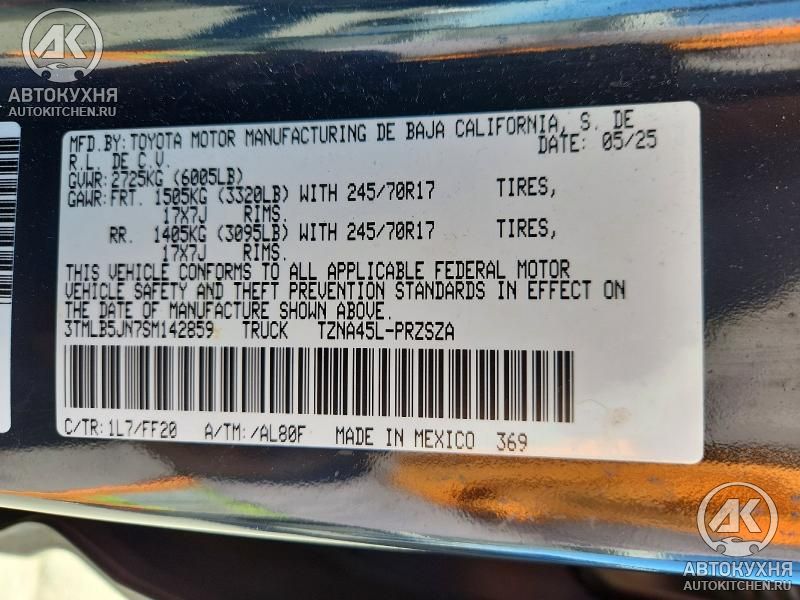 АК
АВТОКУХНЯ
AUTOKITCHEN.RU
MFD.BY: TOYOTA MOTOR MANUFACTURING DE BAJA CALIFORNIA, S. DE
R.L. DE C.V. DATE: 05/25
GVWR: 2725KG (6005LB)
GAWR: FRT. 1505KG (3320LB) WITH 245/70R17 TIRES,
17X7J RIMS.
RR. 1405KG (3095LB) WITH 245/70R17 TIRES,
17X7J RIMS.
THIS VEHICLE CONFORMS TO ALL APPLICABLE FEDERAL MOTOR
VEHICLE SAFETY AND THEFT PREVENTION STANDARDS IN EFFECT ON
THE DATE OF MANUFACTURE SHOWN ABOVE.
3TMLB5JN7SM142859 TRUCK TZNA45L-PRZSZA
C/TR: 1L7/FF20 A/TM: /AL80F MADE IN MEXICO 369
АК
АВТОКУХНЯ
AUTOKITCHEN.RU